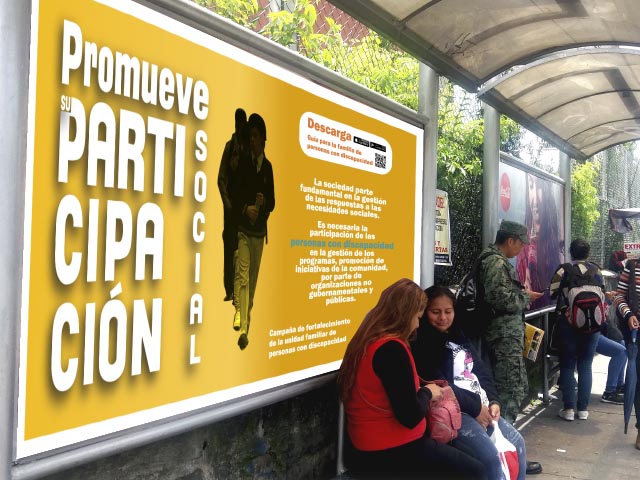 Promueve
su
PARTI
CIPA
CIÓN
SOCIAL
Descarga
Guía para la familia de
personas con discapacidad
La sociedad parte
fundamental en la gestión
de las respuestas a las
necesidades sociales.
Es necesaria la
participación de las
personas con discapacidad
en la gestión de los
programas, promoción de
iniciativas de la comunidad,
por parte de
organizaciones no
gubernamentales y
públicas.
Campaña de fortalecimiento
de la unidad familiar de
personas con discapacidad